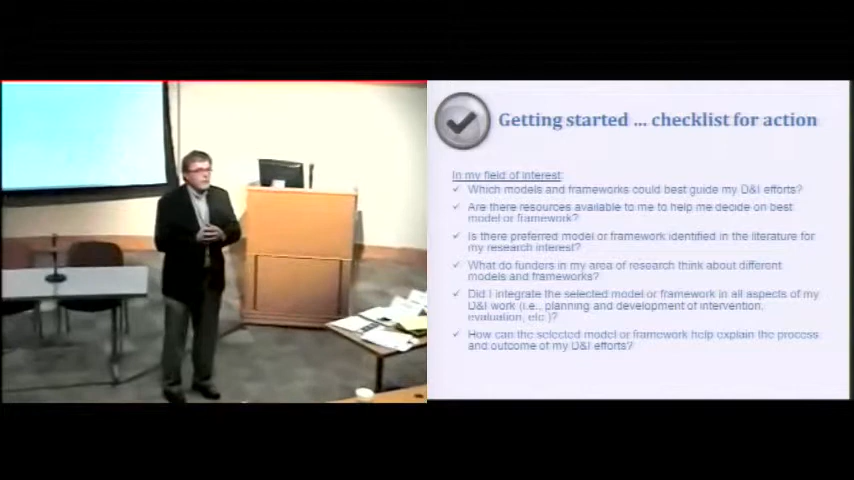 Getting started ... checklist for action
In my field of interest:
Which models and frameworks could best guide my D&I efforts?
Are there resources available to me to help me decide on best
model or framework?
Is there preferred model or framework identified in the literature for
my research interest?
What do funders in my area of research think about different
models and frameworks?
Did I integrate the selected model or framework in all aspects of my
D&I work (i.e., planning and development of intervention,
evaluation, etc.)?
How can the selected model or framework help explain the process
and outcome of my D&I efforts?